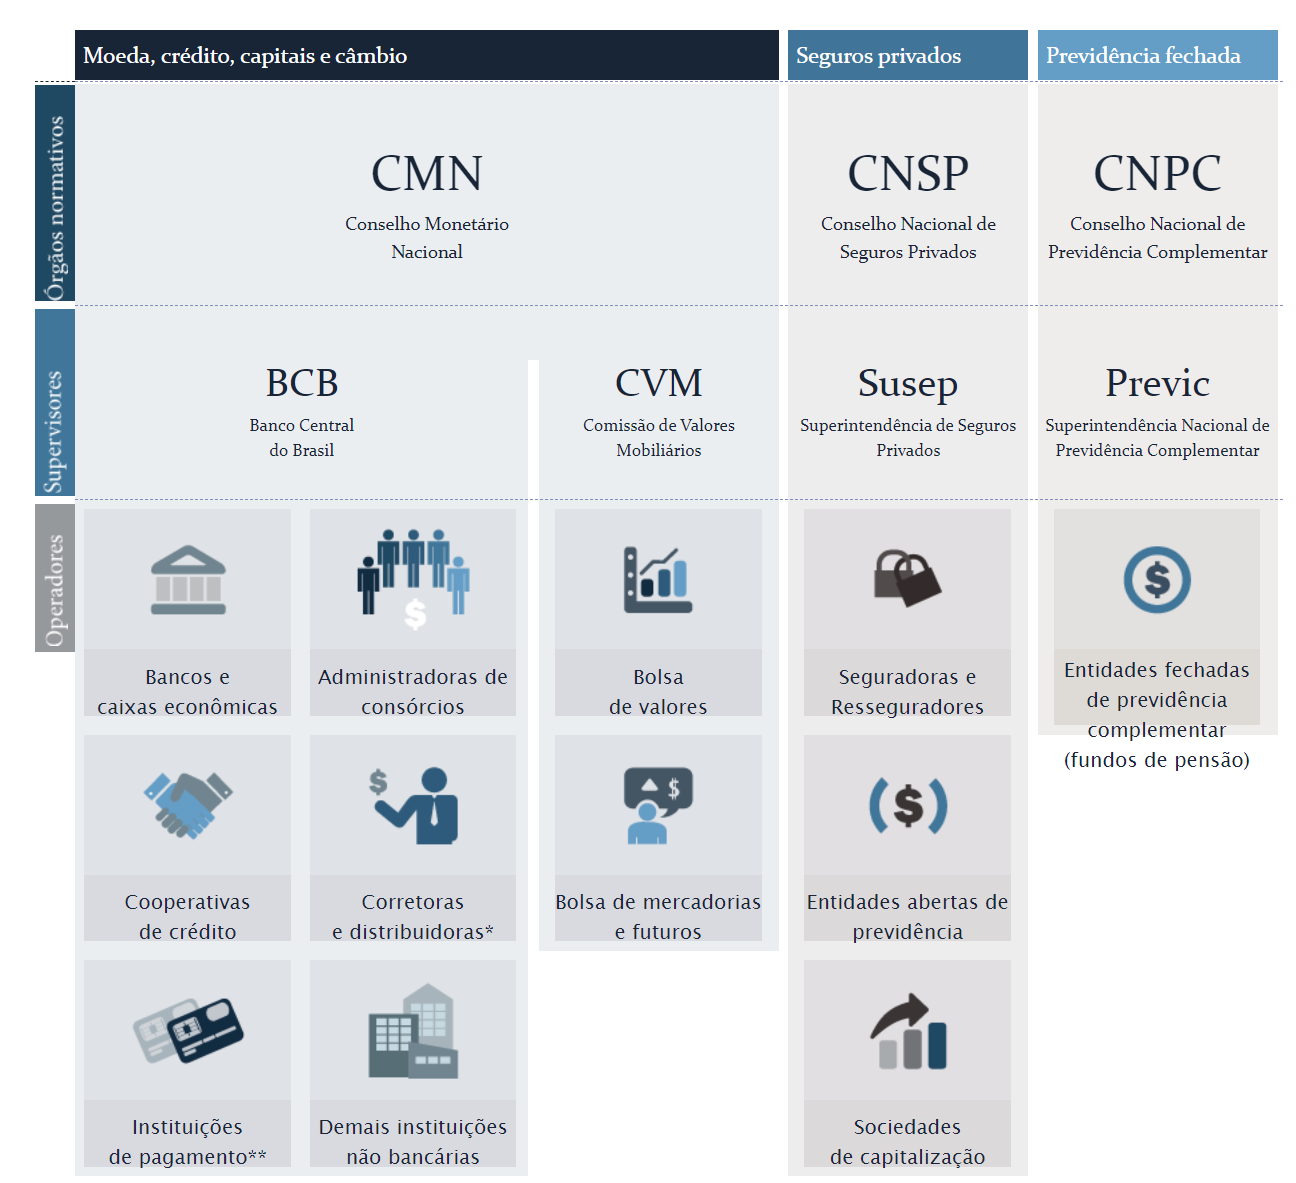 Moeda, crédito, capitais e câmbio
Seguros privados
Previdência fechada
Órgãos normativos
CMN
Conselho Monetário
Nacional
CNSP
Conselho Nacional de
Seguros Privados
CNPC
Conselho Nacional de
Previdência Complementar
Supervisores
BCB
Banco Central
do Brasil
CVM
Comissão de Valores
Mobiliários
Susep
Superintendência de Seguros
Privados
Previc
Superintendência Nacional de
Previdência Complementar
Operadores
Bancos e
caixas econômicas
$
Administradoras de
consórcios
Bolsa
de valores
Seguradoras e
Resseguradores
$
Entidades fechadas
de previdência
complementar
(fundos de pensão)
Cooperativas
de crédito
$
Corretoras
e distribuidoras*
$
Bolsa de mercadorias
e futuros
($)
Entidades abertas de
previdência
Instituições
de pagamento**
Demais instituições
não bancárias
Sociedades
de capitalização